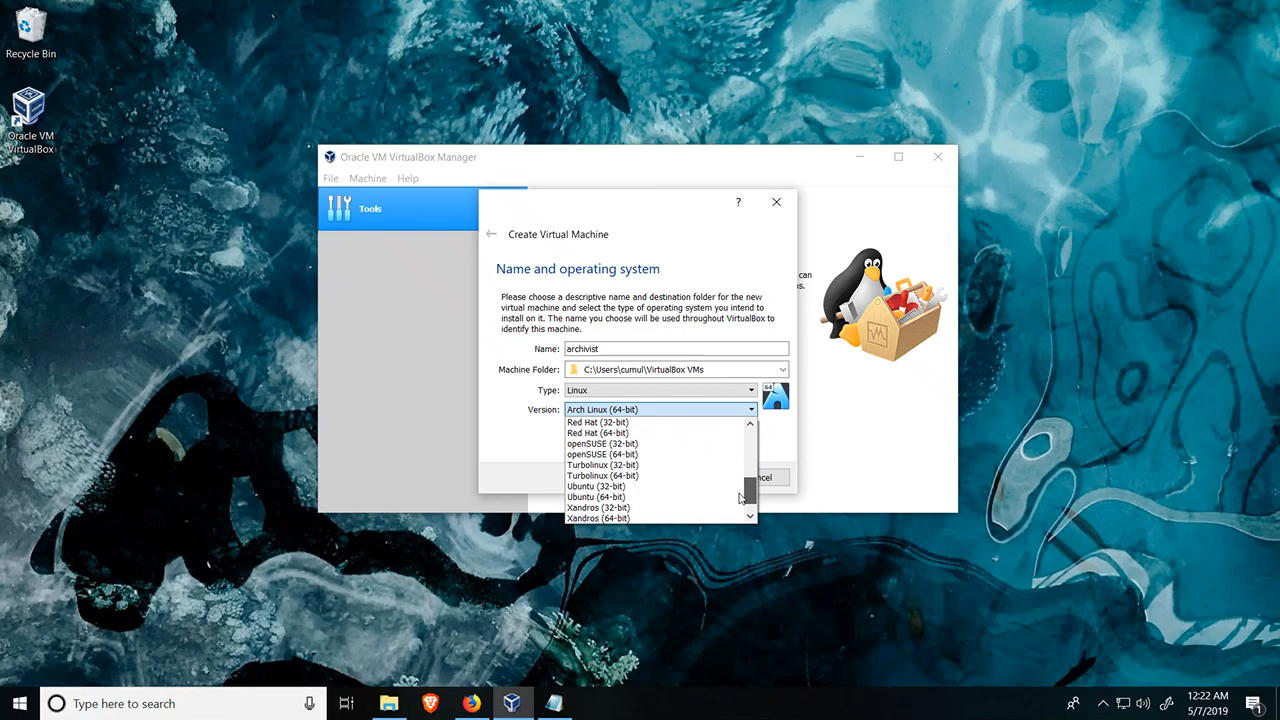 Recycle Bin
Oracle VM
VirtualBox
Oracle VM VirtualBox Manager
File Machine Help
Tools
?
Create Virtual Machine
Name and operating system
can
s.
Please choose a descriptive name and destination folder for the new
virtual machine and select the type of operating system you intend to
install on it. The name you choose will be used throughout VirtualBox to
identify this machine.
Name: archivist
Machine Folder: C:\Users\cumul\VirtualBox VMs
Type: Linux
64
Version: Arch Linux (64-bit)
Red Hat (32-bit)
Red Hat (64-bit)
openSUSE (32-bit)
openSUSE (64-bit)
Turbolinux (32-bit)
Turbolinux (64-bit)
ncel
Ubuntu (32-bit)
Ubuntu (64-bit)
Xandros (32-bit)
Xandros (64-bit)
Type here to search
12:22 AM
5/7/2019
1